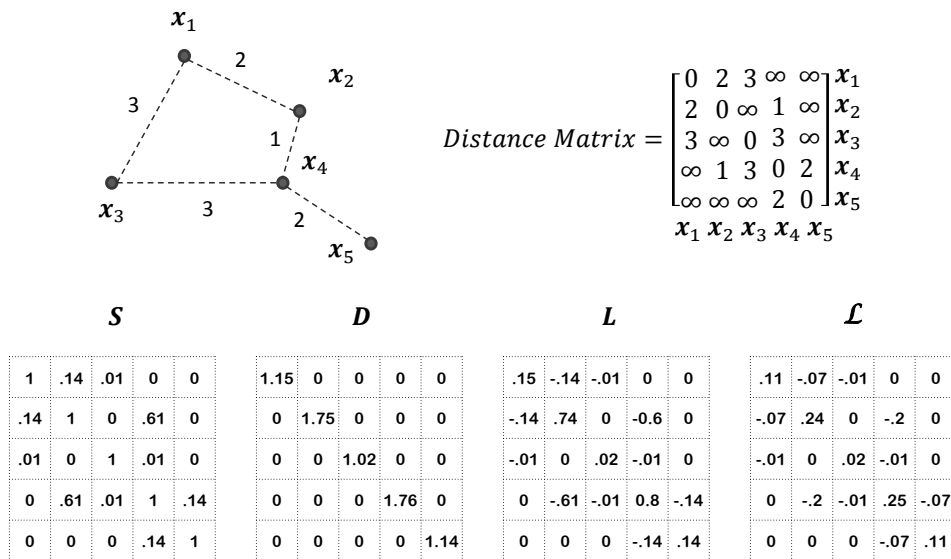 x1
2
x2
3
1
x4
x3
3
2
x5
Distance Matrix =
0 2 3 ∞ ∞ x1
2 0 ∞ 1 ∞ x2
3 ∞ 0 3 ∞ x3
∞ 1 3 0 2 x4
∞ ∞ ∞ 2 0 x5
x1 x2 x3 x4 x5
S
1 .14 .01 0 0
.14 1 0 .61 0
.01 0 1 .01 0
0 .61 .01 1 .14
0 0 0 .14 1
D
1.15 0 0 0 0
0 1.75 0 0 0
0 0 1.02 0 0
0 0 0 1.76 0
0 0 0 0 1.14
L
.15 -.14 -.01 0 0
-.14 .74 0 -0.6 0
-.01 0 .02 -.01 0
0 -.61 -.01 0.8 -.14
0 0 0 -.14 .14
ℒ
.11 -.07 -.01 0 0
-.07 .24 0 -.2 0
-.01 0 .02 -.01 0
0 -.2 -.01 .25 -.07
0 0 0 -.07 .11